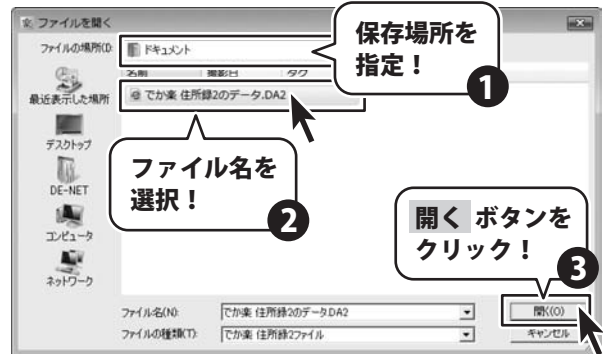 ファイルを開く
ファイルの場所(I):
ドキュメント
保存場所を
指定！
1
名前 撮影日 タグ
最近表示した場所
でか楽 住所録2のデータ.DA2
デスクトップ
ファイル名を
選択！
2
DE-NET
コンピュータ
開く ボタンを
クリック！
3
ネットワーク
ファイル名(N):
でか楽 住所録2のデータ.DA2
開く(O)
ファイルの種類(T):
でか楽 住所録2ファイル
キャンセル